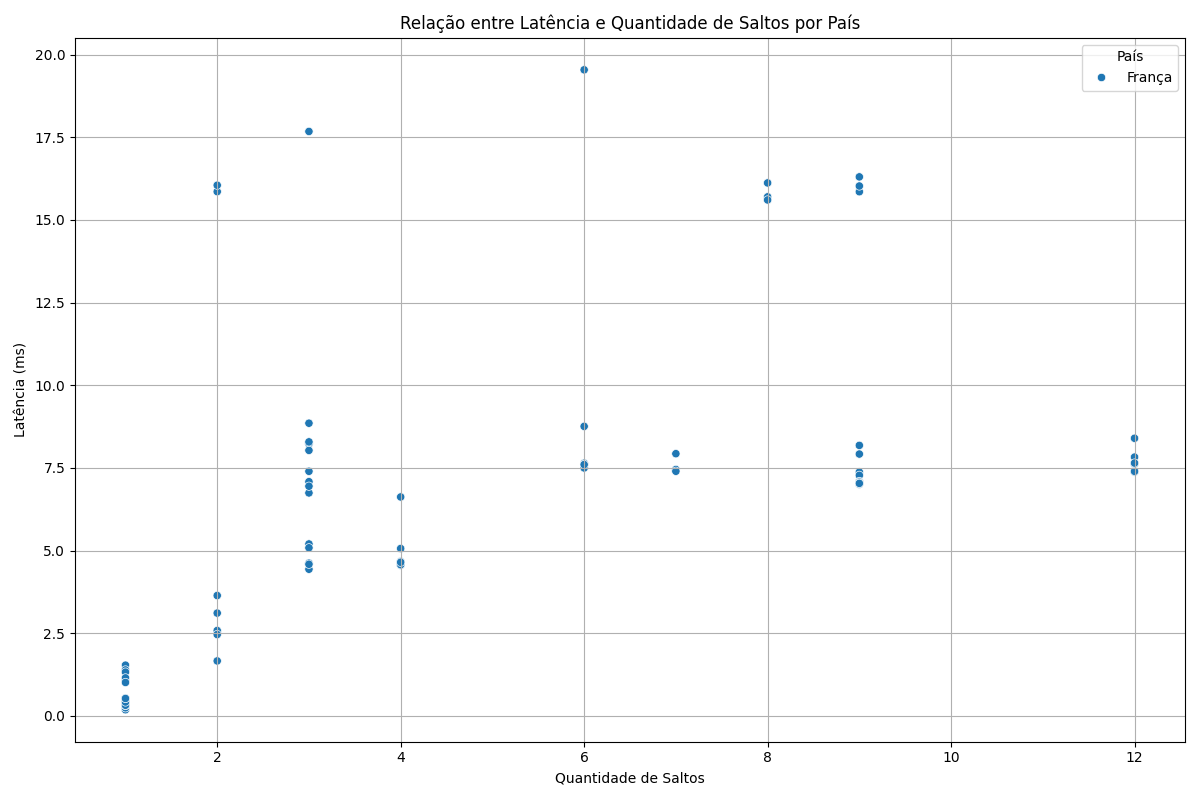 Relação entre Latência e Quantidade de Saltos por País
País
França
20.0
17.5
15.0
12.5
10.0
7.5
5.0
2.5
0.0
Latência (ms)
2 4 6 8 10 12
Quantidade de Saltos